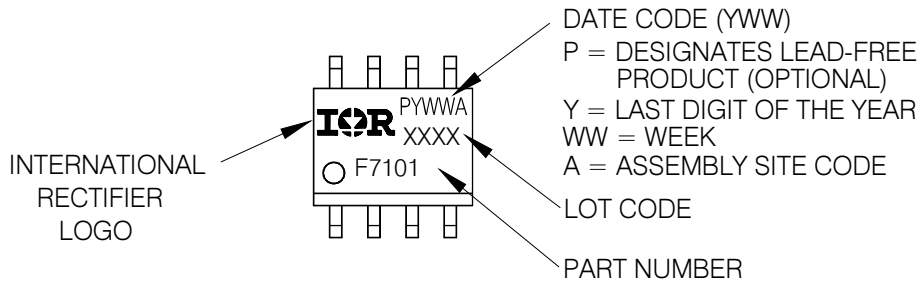 DATE CODE (YWW)
P = DESIGNATES LEAD-FREE
PRODUCT (OPTIONAL)
Y = LAST DIGIT OF THE YEAR
WW = WEEK
A = ASSEMBLY SITE CODE
LOT CODE
PART NUMBER
INTERNATIONAL
RECTIFIER
LOGO
IOR
PYWWA
XXXX
F7101